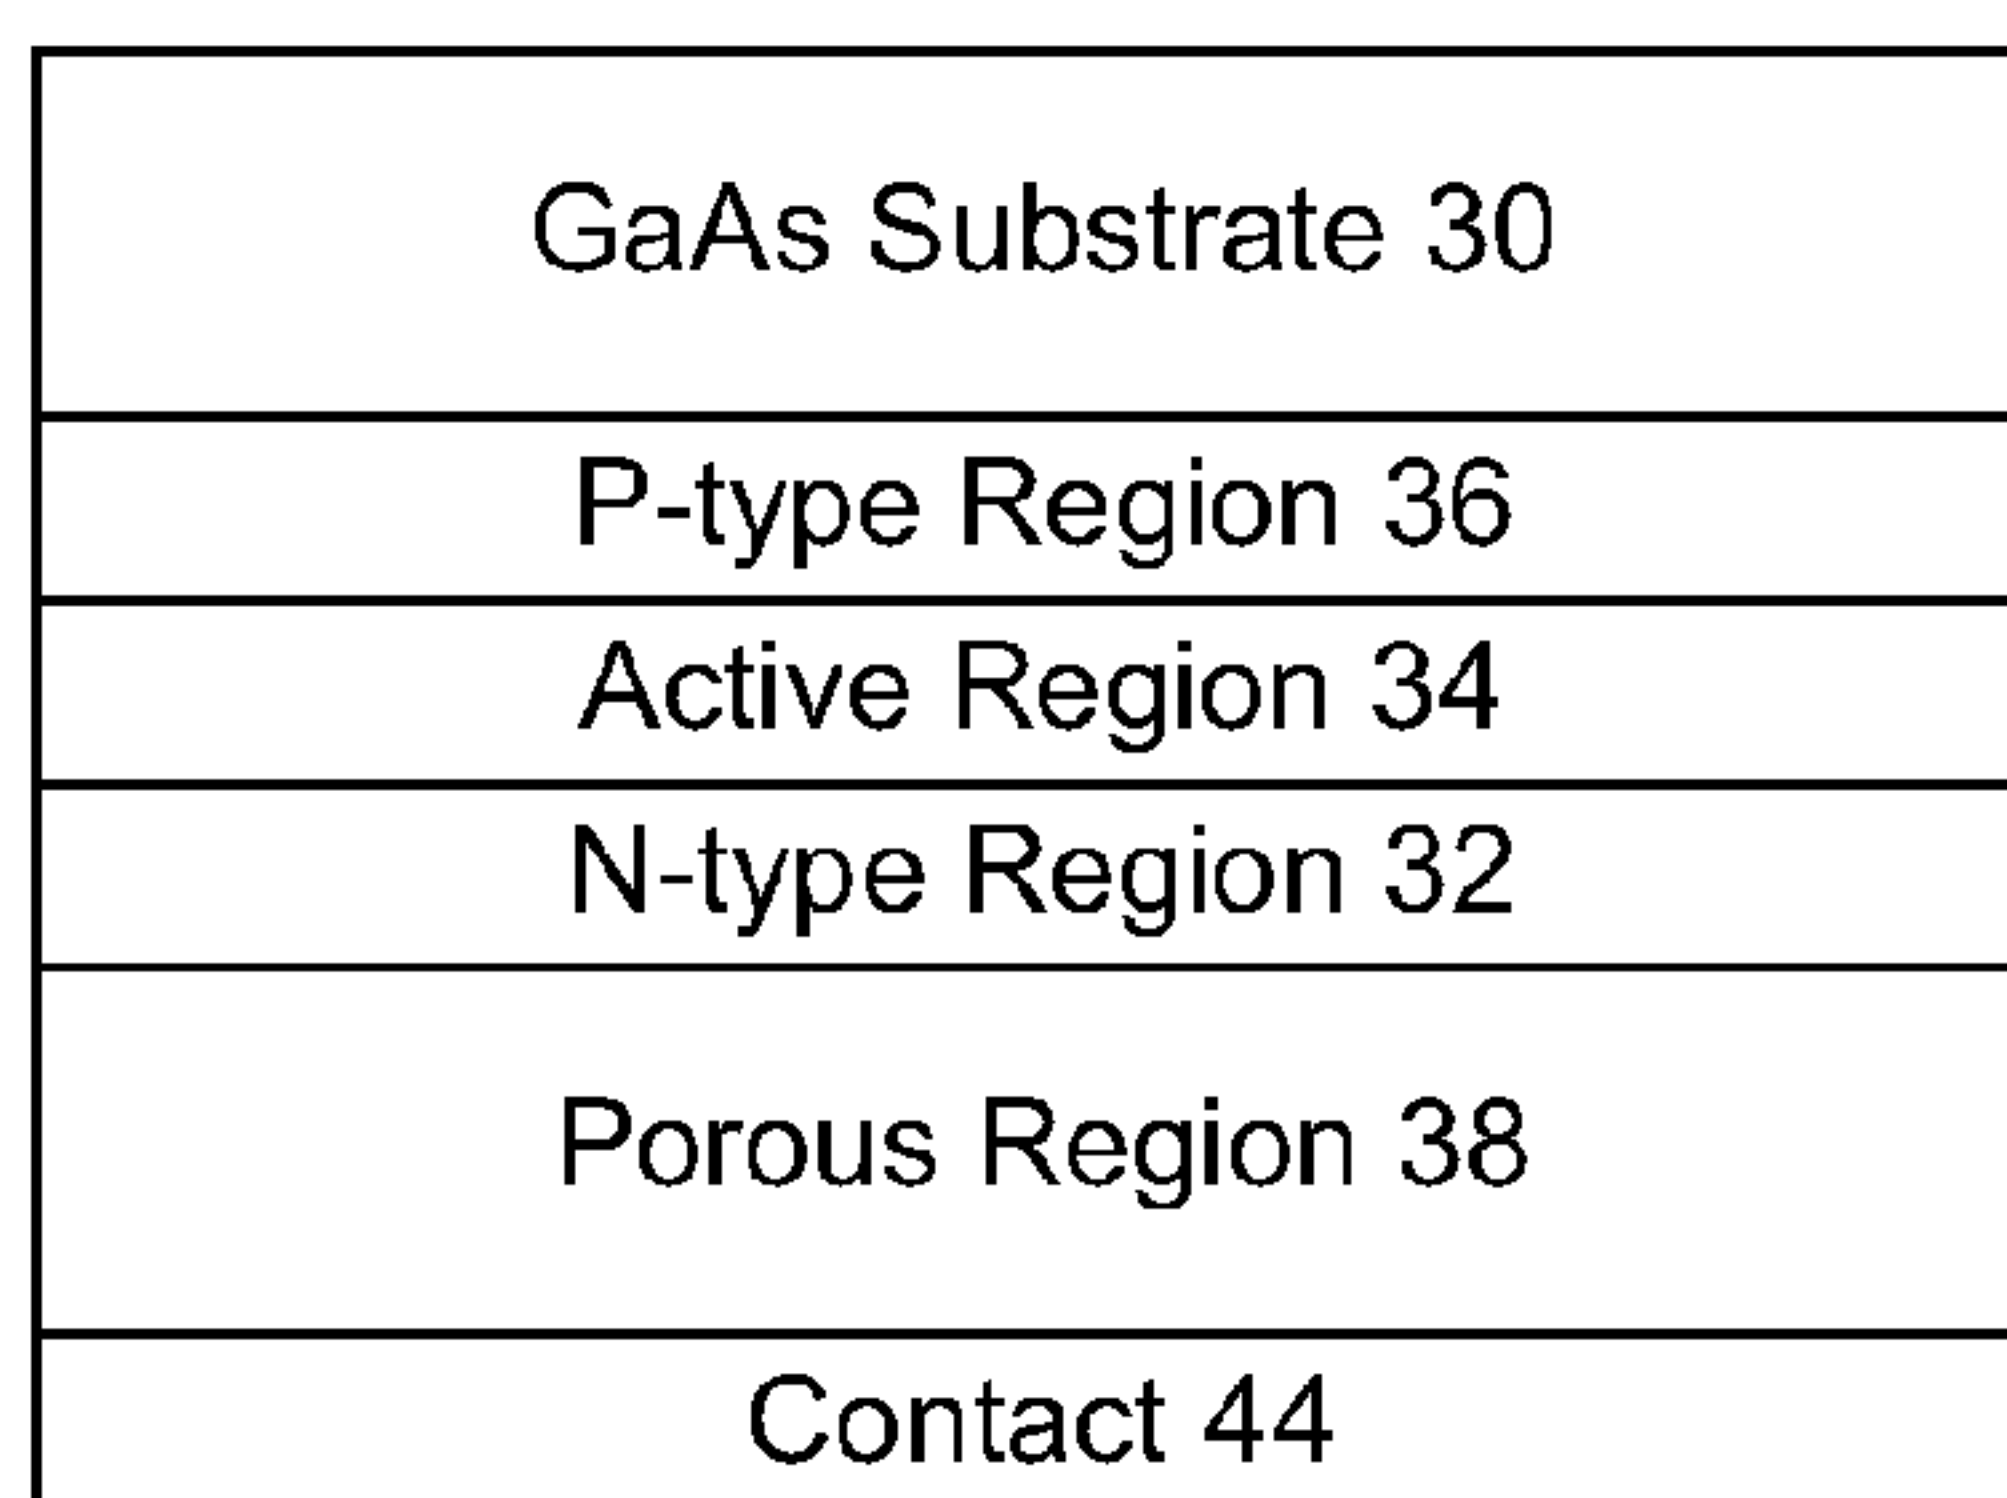 GaAs Substrate 30
P-type Region 36
Active Region 34
N-type Region 32
Porous Region 38
Contact 44